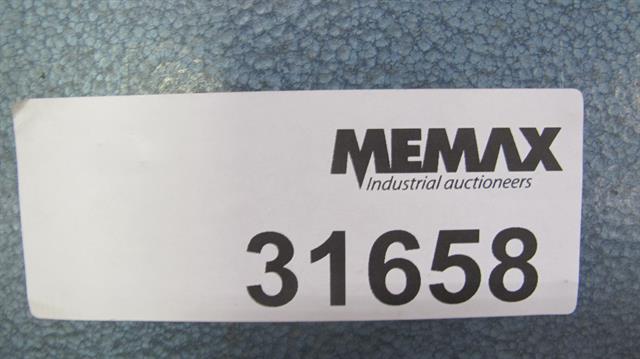 MEMAX
Industrial auctioneers
31658